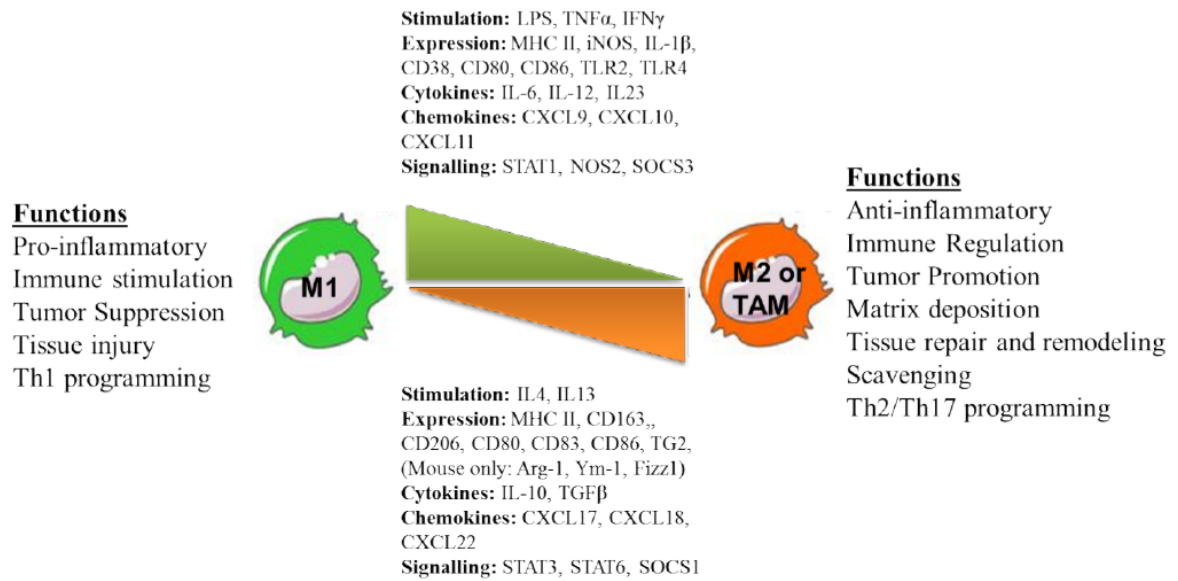 Stimulation: LPS, TNFα, IFNγ
Expression: MHC II, iNOS, IL-1β,
CD38, CD80, CD86, TLR2, TLR4
Cytokines: IL-6, IL-12, IL23
Chemokines: CXCL9, CXCL10,
CXCL11
Signalling: STAT1, NOS2, SOCS3
Functions
Pro-inflammatory
Immune stimulation
Tumor Suppression
Tissue injury
Th1 programming
M1
M2 or
TAM
Functions
Anti-inflammatory
Immune Regulation
Tumor Promotion
Matrix deposition
Tissue repair and remodeling
Scavenging
Th2/Th17 programming
Stimulation: IL4, IL13
Expression: MHC II, CD163,,
CD206, CD80, CD83, CD86, TG2,
(Mouse only: Arg-1, Ym-1, Fizz1)
Cytokines: IL-10, TGFβ
Chemokines: CXCL17, CXCL18,
CXCL22
Signalling: STAT3, STAT6, SOCS1